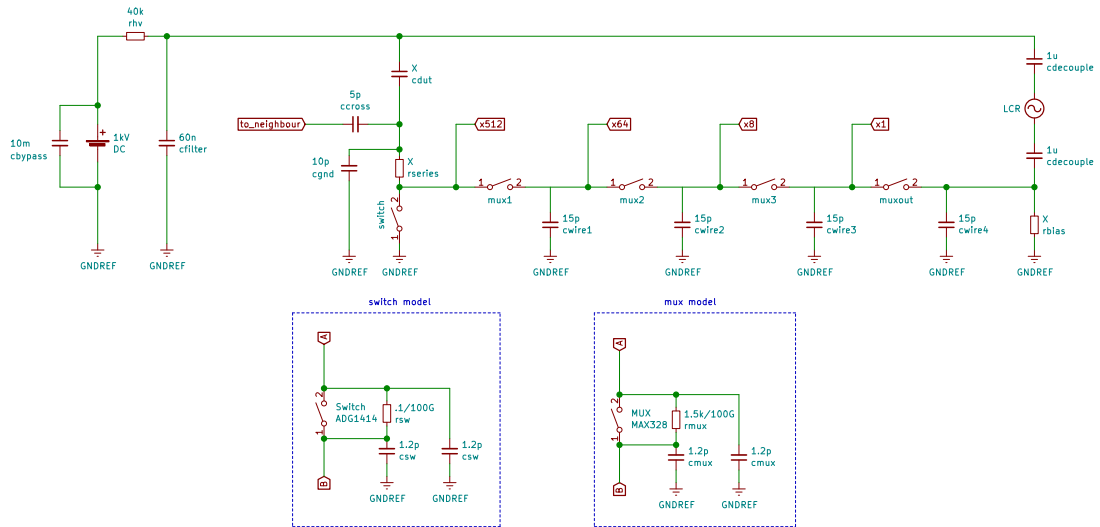 40k
rhv
X
cdut
1u
cdecouple
5p
ccross
to_neighbour
x512
x64
x8
x1
LCR
10m
cbypass
1kV
DC
60n
cfilter
10p
cgnd
X
rseries
1u
cdecouple
1
2
mux1
1
2
mux2
1
2
mux3
1
2
muxout
2
switch
1
15p
cwire1
15p
cwire2
15p
cwire3
15p
cwire4
X
rbias
GNDREF
GNDREF
GNDREF
GNDREF
GNDREF
GNDREF
GNDREF
GNDREF
GNDREF
switch model
A
2
Switch
ADG1414
1
.1/100G
rsw
1.2p
csw
1.2p
csw
B
GNDREF
GNDREF
mux model
A
2
MUX
MAX328
1
1.5k/100G
rmux
1.2p
cmux
1.2p
cmux
B
GNDREF
GNDREF